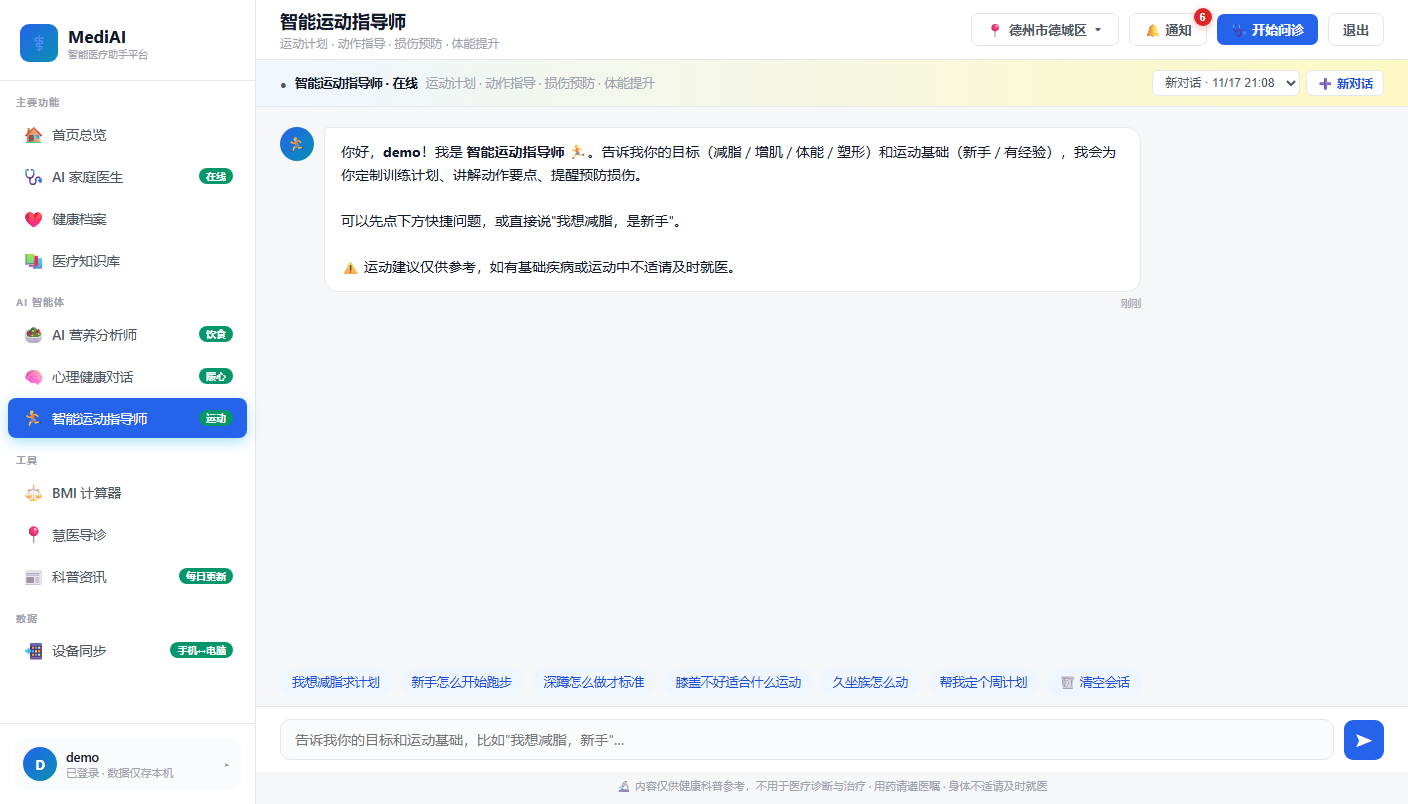 MediAI
智能医疗助手平台
主要功能
首页总览
AI 家庭医生 在线
健康档案
医疗知识库
AI 智能体
AI 营养分析师 饮食
心理健康对话 暖心
智能运动指导师 运动
工具
BMI 计算器
慧医导诊
科普资讯 每日更新
数据
设备同步 手机↔电脑
D
demo
已登录 · 数据仅存本机
智能运动指导师
运动计划 · 动作指导 · 损伤预防 · 体能提升
德州市德城区
通知
6
开始问诊
退出
智能运动指导师 · 在线 运动计划 · 动作指导 · 损伤预防 · 体能提升
新对话 · 11/17 21:08
新对话
你好，demo！我是 智能运动指导师 🏃。告诉我你的目标（减脂 / 增肌 / 体能 / 塑形）和运动基础（新手 / 有经验），我会为
你定制训练计划、讲解动作要点、提醒预防损伤。
可以先点下方快捷问题，或直接说"我想减脂，是新手"。
⚠️ 运动建议仅供参考，如有基础疾病或运动中不适请及时就医。
刚刚
我想减脂求计划
新手怎么开始跑步
深蹲怎么做才标准
膝盖不好适合什么运动
久坐族怎么动
帮我定个周计划
清空会话
告诉我你的目标和运动基础，比如"我想减脂，新手"...
内容仅供健康科普参考，不用于医疗诊断与治疗 · 用药请遵医嘱 · 身体不适请及时就医